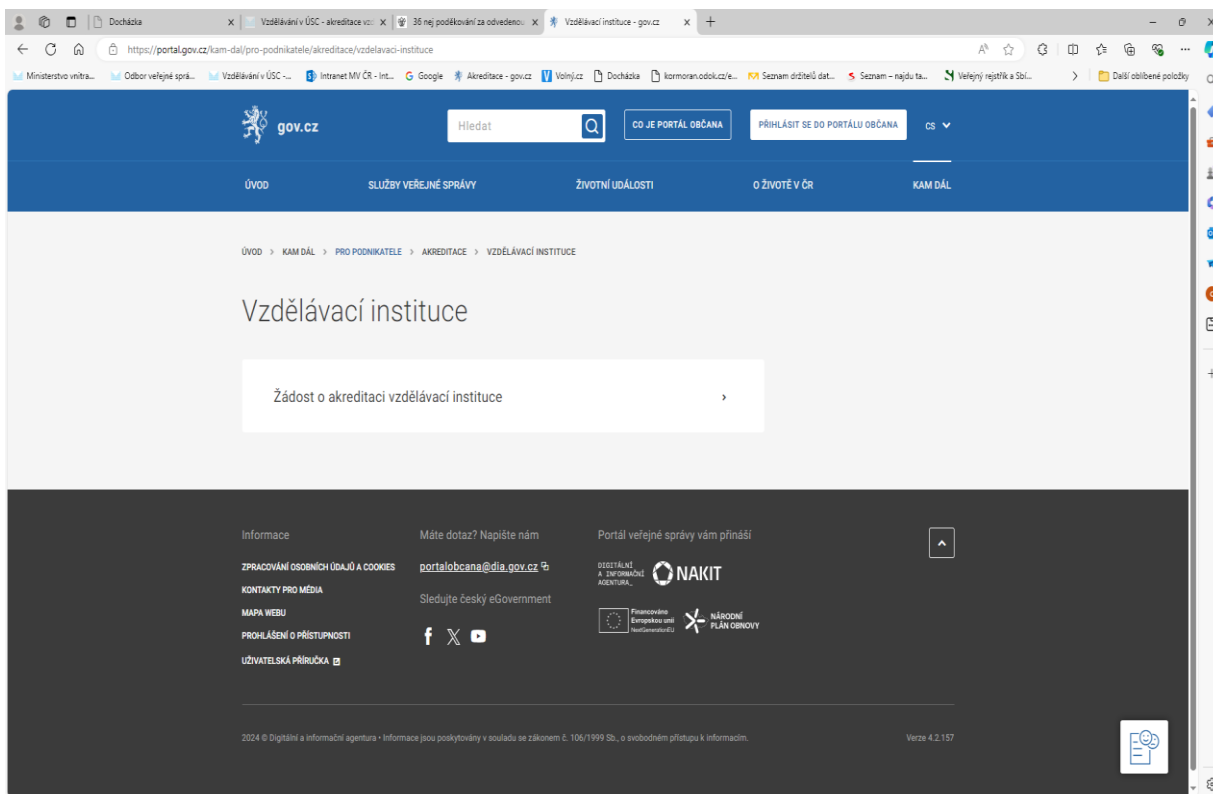 Docházka
Vzdělávání v ÚSC - akreditace vzd
36 nej poděkování za odvedenou
Vzdělávací instituce - gov.cz
https://portal.gov.cz/kam-dal/pro-podnikatele/akreditace/vzdelavaci-instituce
Ministerstvo vnitra...
Odbor veřejné sprá...
Vzdělávání v ÚSC -...
Intranet MV ČR - Int...
Google
Akreditace - gov.cz
Volný.cz
Docházka
kormoran.odok.cz/e...
Seznam držitelů dat...
Seznam – najdu ta...
Veřejný rejstřík a Sbí...
Další oblíbené položky
gov.cz
Hledat
CO JE PORTÁL OBČANA
PŘIHLÁSIT SE DO PORTÁLU OBČANA
CS
ÚVOD
SLUŽBY VEŘEJNÉ SPRÁVY
ŽIVOTNÍ UDÁLOSTI
O ŽIVOTĚ V ČR
KAM DÁL
ÚVOD > KAM DÁL > PRO PODNIKATELE > AKREDITACE > VZDĚLÁVACÍ INSTITUCE
Vzdělávací instituce
Žádost o akreditaci vzdělávací instituce
Informace
ZPRACOVÁNÍ OSOBNÍCH ÚDAJŮ A COOKIES
KONTAKTY PRO MÉDIA
MAPA WEBU
PROHLÁŠENÍ O PŘÍSTUPNOSTI
UŽIVATELSKÁ PŘÍRUČKA
Máte dotaz? Napište nám
portalobcana@dia.gov.cz
Sledujte český eGovernment
Portál veřejné správy vám přináší
DIGITÁLNÍ
A INFORMAČNÍ
AGENTURA_
NAKIT
Financováno
Evropskou unií
NextGenerationEU
NÁRODNÍ
PLÁN OBNOVY
2024 © Digitální a informační agentura • Informace jsou poskytovány v souladu se zákonem č. 106/1999 Sb., o svobodném přístupu k informacím.
Verze 4.2.157